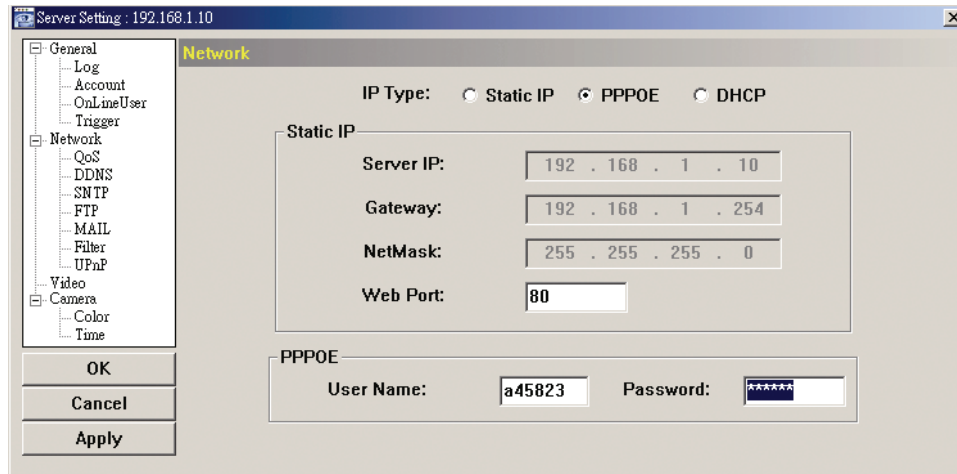 Server Setting : 192.168.1.10
General
Log
Account
OnLineUser
Trigger
Network
QoS
DDNS
SNTP
FTP
MAIL
Filter
UPnP
Video
Camera
Color
Time
OK
Cancel
Apply
Network
IP Type: Static IP PPPOE DHCP
Static IP
Server IP: 192 . 168 . 1 . 10
Gateway: 192 . 168 . 1 . 254
NetMask: 255 . 255 . 255 . 0
Web Port: 80
PPPOE
User Name: a45823 Password: ******